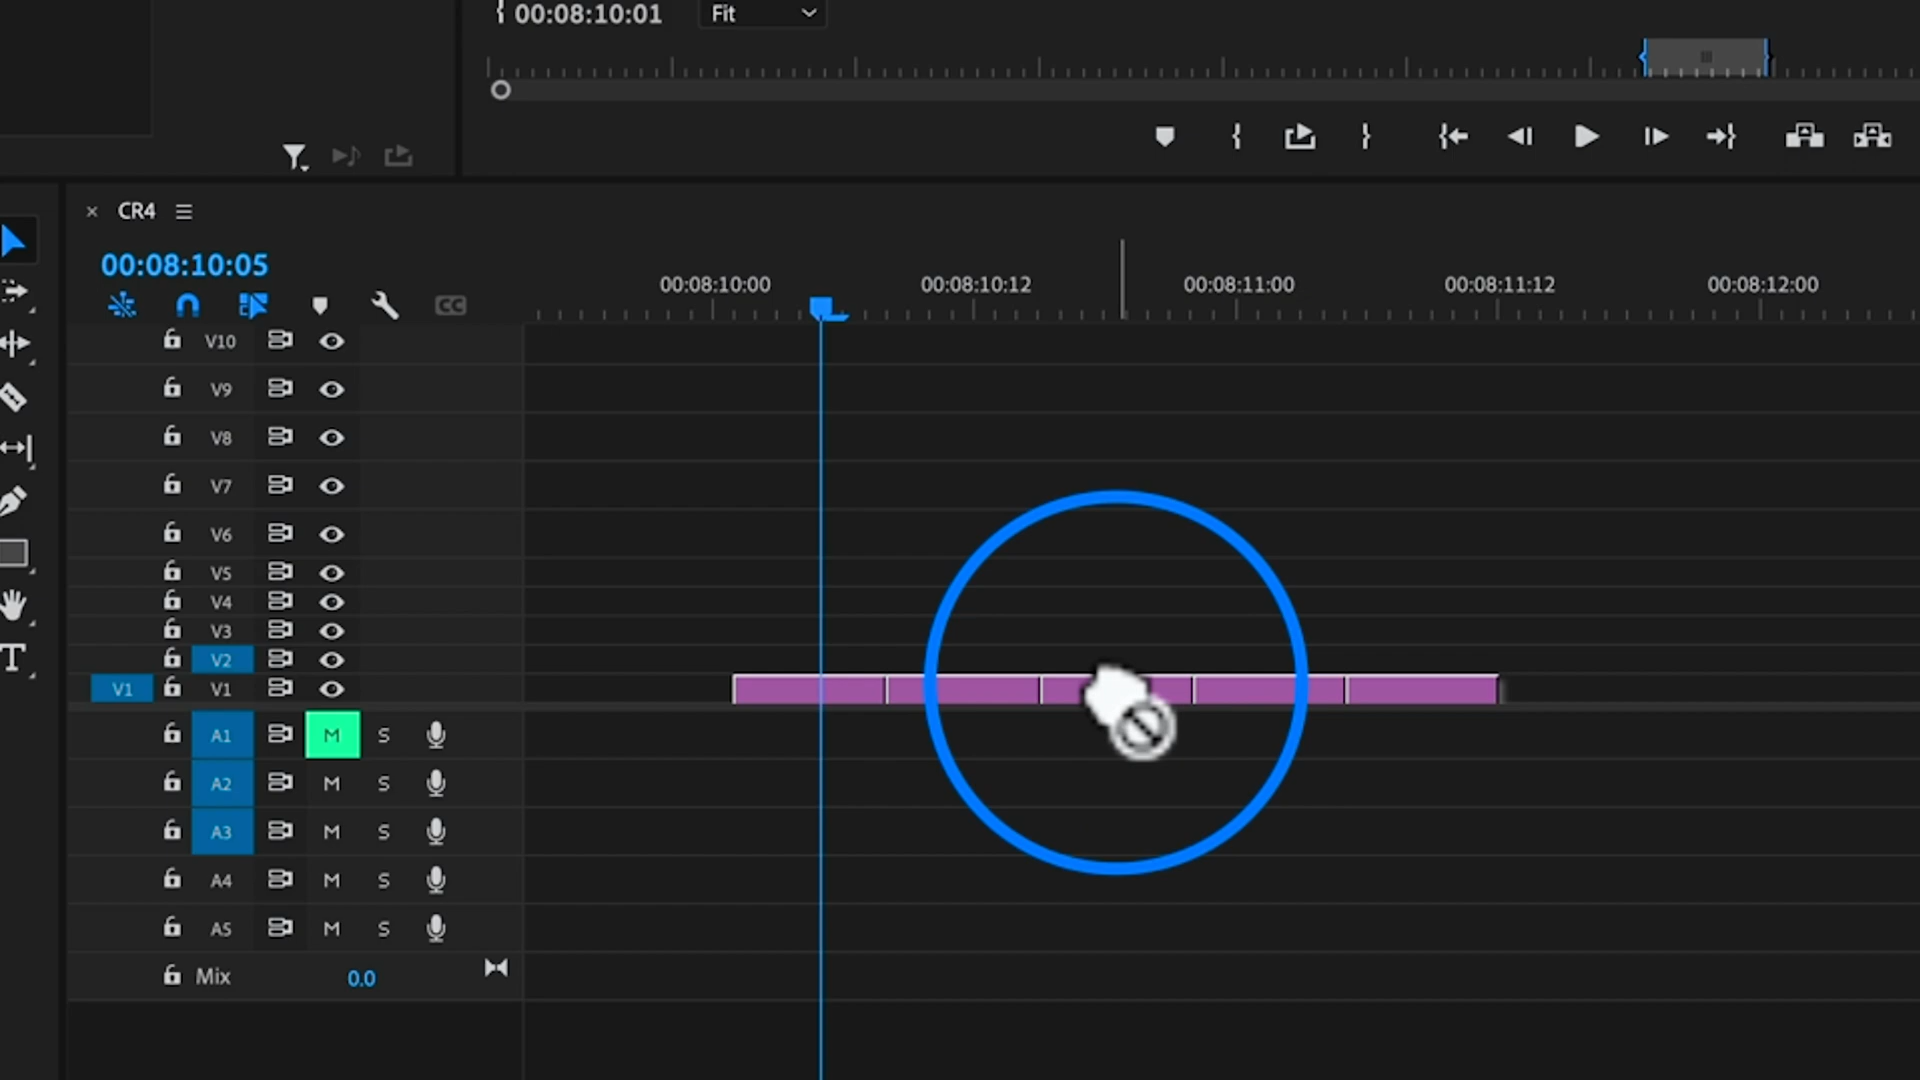 00:08:10:01 Fit
CR4
00:08:10:05
00:08:10:00 00:08:10:12 00:08:11:00 00:08:11:12 00:08:12:00
CC
V10
V9
V8
V7
V6
V5
V4
V3
V2
V1 V1
A1 M S
A2 M S
A3 M S
A4 M S
A5 M S
Mix 0.0
T